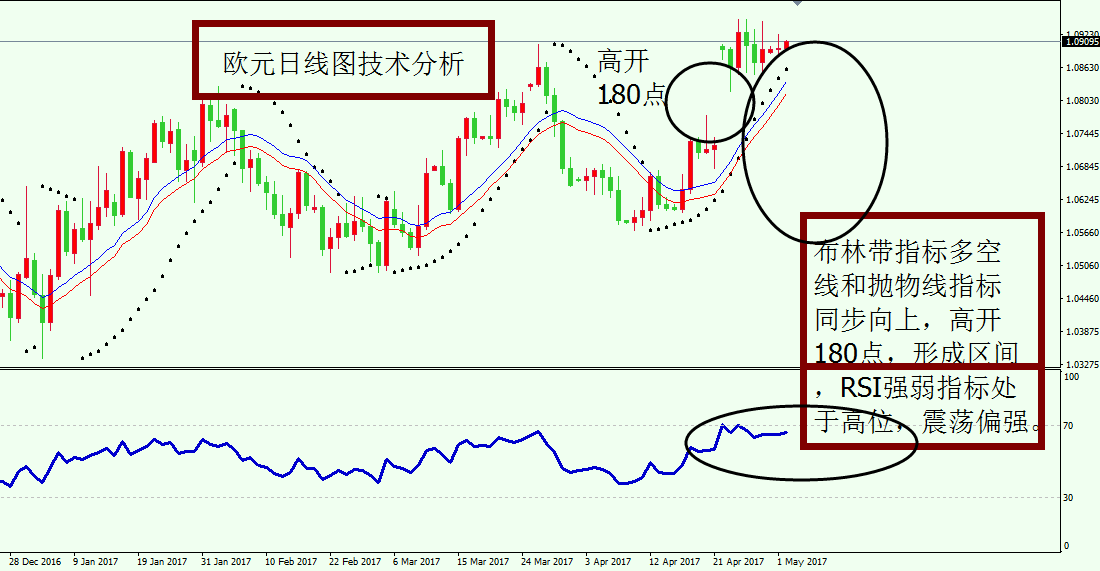 欧元日线图技术分析
高开
180点
布林带指标多空
线和抛物线指标
同步向上，高开
180点，形成区间
，RSI强弱指标处
于高位，震荡偏强。
1.09230
1.09095
1.08630
1.08030
1.07445
1.06845
1.06245
1.05660
1.05060
1.04460
1.03875
1.03275
100
70
30
0
28 Dec 2016 9 Jan 2017 19 Jan 2017 31 Jan 2017 10 Feb 2017 22 Feb 2017 6 Mar 2017 15 Mar 2017 24 Mar 2017 3 Apr 2017 12 Apr 2017 21 Apr 2017 1 May 2017